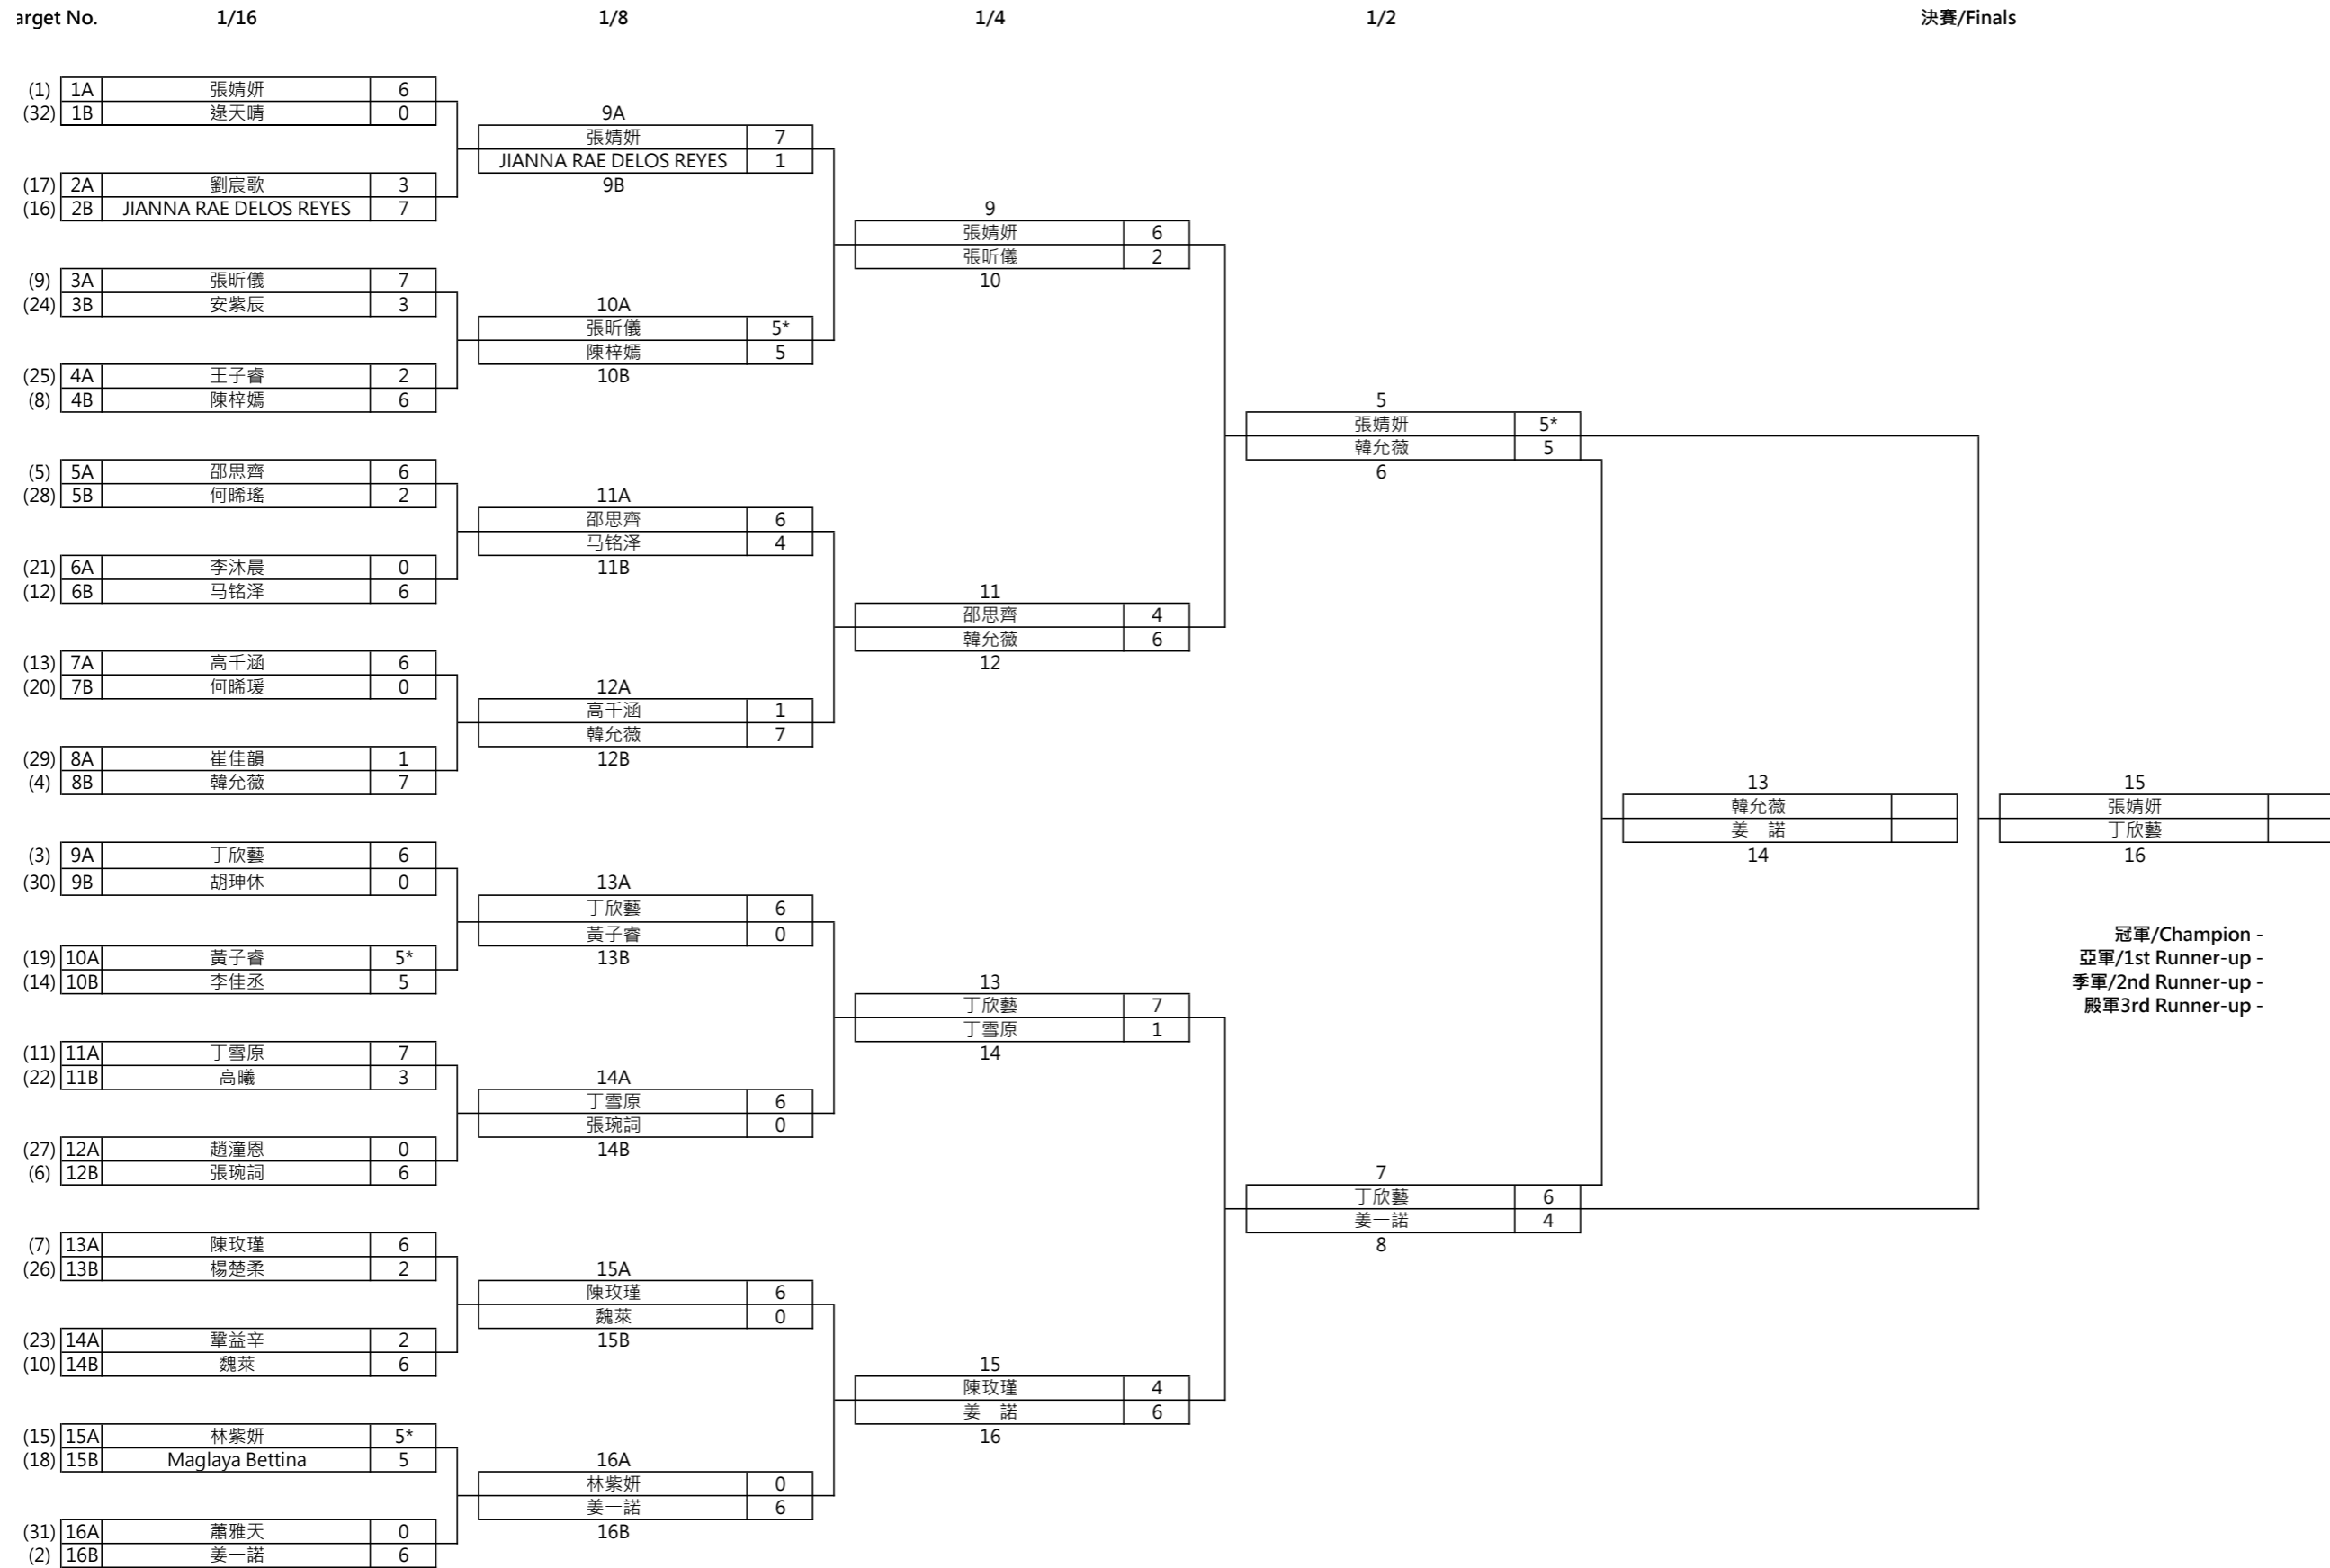 arget No. 1/16 1/8 1/4 1/2 決賽/Finals
(1) 1A 張婧妍 6
(32) 1B 逯天晴 0
(17) 2A 劉宸歌 3
(16) 2B JIANNA RAE DELOS REYES 7
(9) 3A 張昕儀 7
(24) 3B 安紫辰 3
(25) 4A 王子睿 2
(8) 4B 陳梓嫣 6
(5) 5A 邵思齊 6
(28) 5B 何晞瑤 2
(21) 6A 李沐晨 0
(12) 6B 马铭泽 6
(13) 7A 高千涵 6
(20) 7B 何晞瑗 0
(29) 8A 崔佳韻 1
(4) 8B 韓允薇 7
(3) 9A 丁欣藝 6
(30) 9B 胡珅休 0
(19) 10A 黃子睿 5*
(14) 10B 李佳丞 5
(11) 11A 丁雪原 7
(22) 11B 高曦 3
(27) 12A 趙潼恩 0
(6) 12B 張琬詞 6
(7) 13A 陳玫瑾 6
(26) 13B 楊楚柔 2
(23) 14A 鞏益辛 2
(10) 14B 魏萊 6
(15) 15A 林紫妍 5*
(18) 15B Maglaya Bettina 5
(31) 16A 蕭雅天 0
(2) 16B 姜一諾 6
9A
張婧妍 7
JIANNA RAE DELOS REYES 1
9B
10A
張昕儀 5*
陳梓嫣 5
10B
11A
邵思齊 6
马铭泽 4
11B
12A
高千涵 1
韓允薇 7
12B
13A
丁欣藝 6
黃子睿 0
13B
14A
丁雪原 6
張琬詞 0
14B
15A
陳玫瑾 6
魏萊 0
15B
16A
林紫妍 0
姜一諾 6
16B
9
張婧妍 6
張昕儀 2
10
11
邵思齊 4
韓允薇 6
12
13
丁欣藝 7
丁雪原 1
14
15
陳玫瑾 4
姜一諾 6
16
5
張婧妍 5*
韓允薇 5
6
7
丁欣藝 6
姜一諾 4
8
13
韓允薇
姜一諾
14
15
張婧妍
丁欣藝
16
冠軍/Champion -
亞軍/1st Runner-up -
季軍/2nd Runner-up -
殿軍3rd Runner-up -